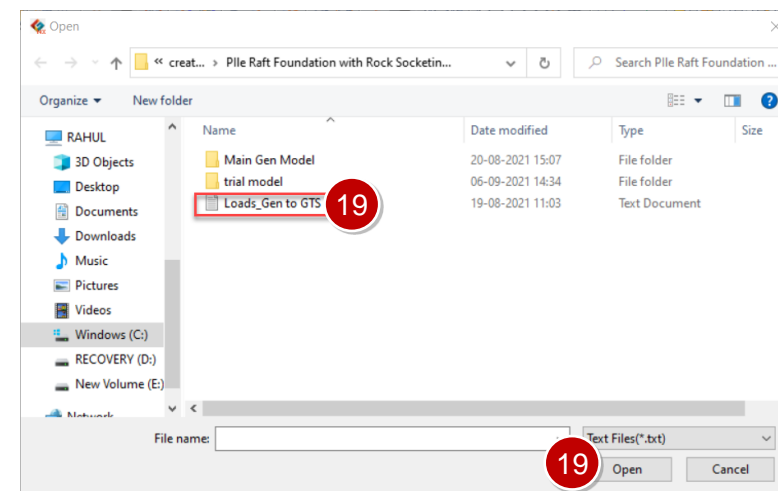 Open
« creat... › Plle Raft Foundation with Rock Socketin... Search Plle Raft Foundation ...
Organize New folder
Name Date modified Type Size
RAHUL
3D Objects
Desktop
Documents
Downloads
Music
Pictures
Videos
Windows (C:)
RECOVERY (D:)
New Volume (E:)
Network
Main Gen Model 20-08-2021 15:07 File folder
trial model 06-09-2021 14:34 File folder
Loads_Gen to GTS 19 19-08-2021 11:03 Text Document
File name: Text Files(*.txt)
19 Open Cancel